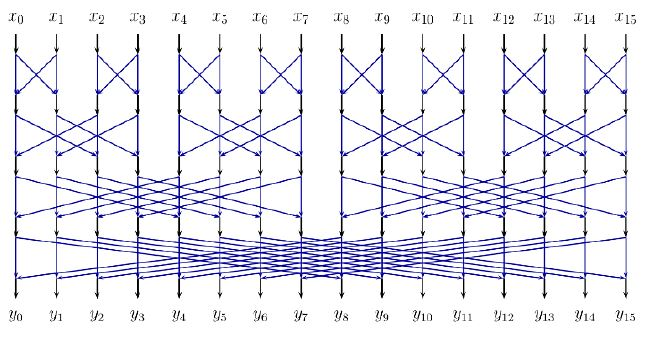 x₀ x₁ x₂ x₃ x₄ x₅ x₆ x₇ x₈ x₉ x₁₀ x₁₁ x₁₂ x₁₃ x₁₄ x₁₅
y₀ y₁ y₂ y₃ y₄ y₅ y₆ y₇ y₈ y₉ y₁₀ y₁₁ y₁₂ y₁₃ y₁₄ y₁₅